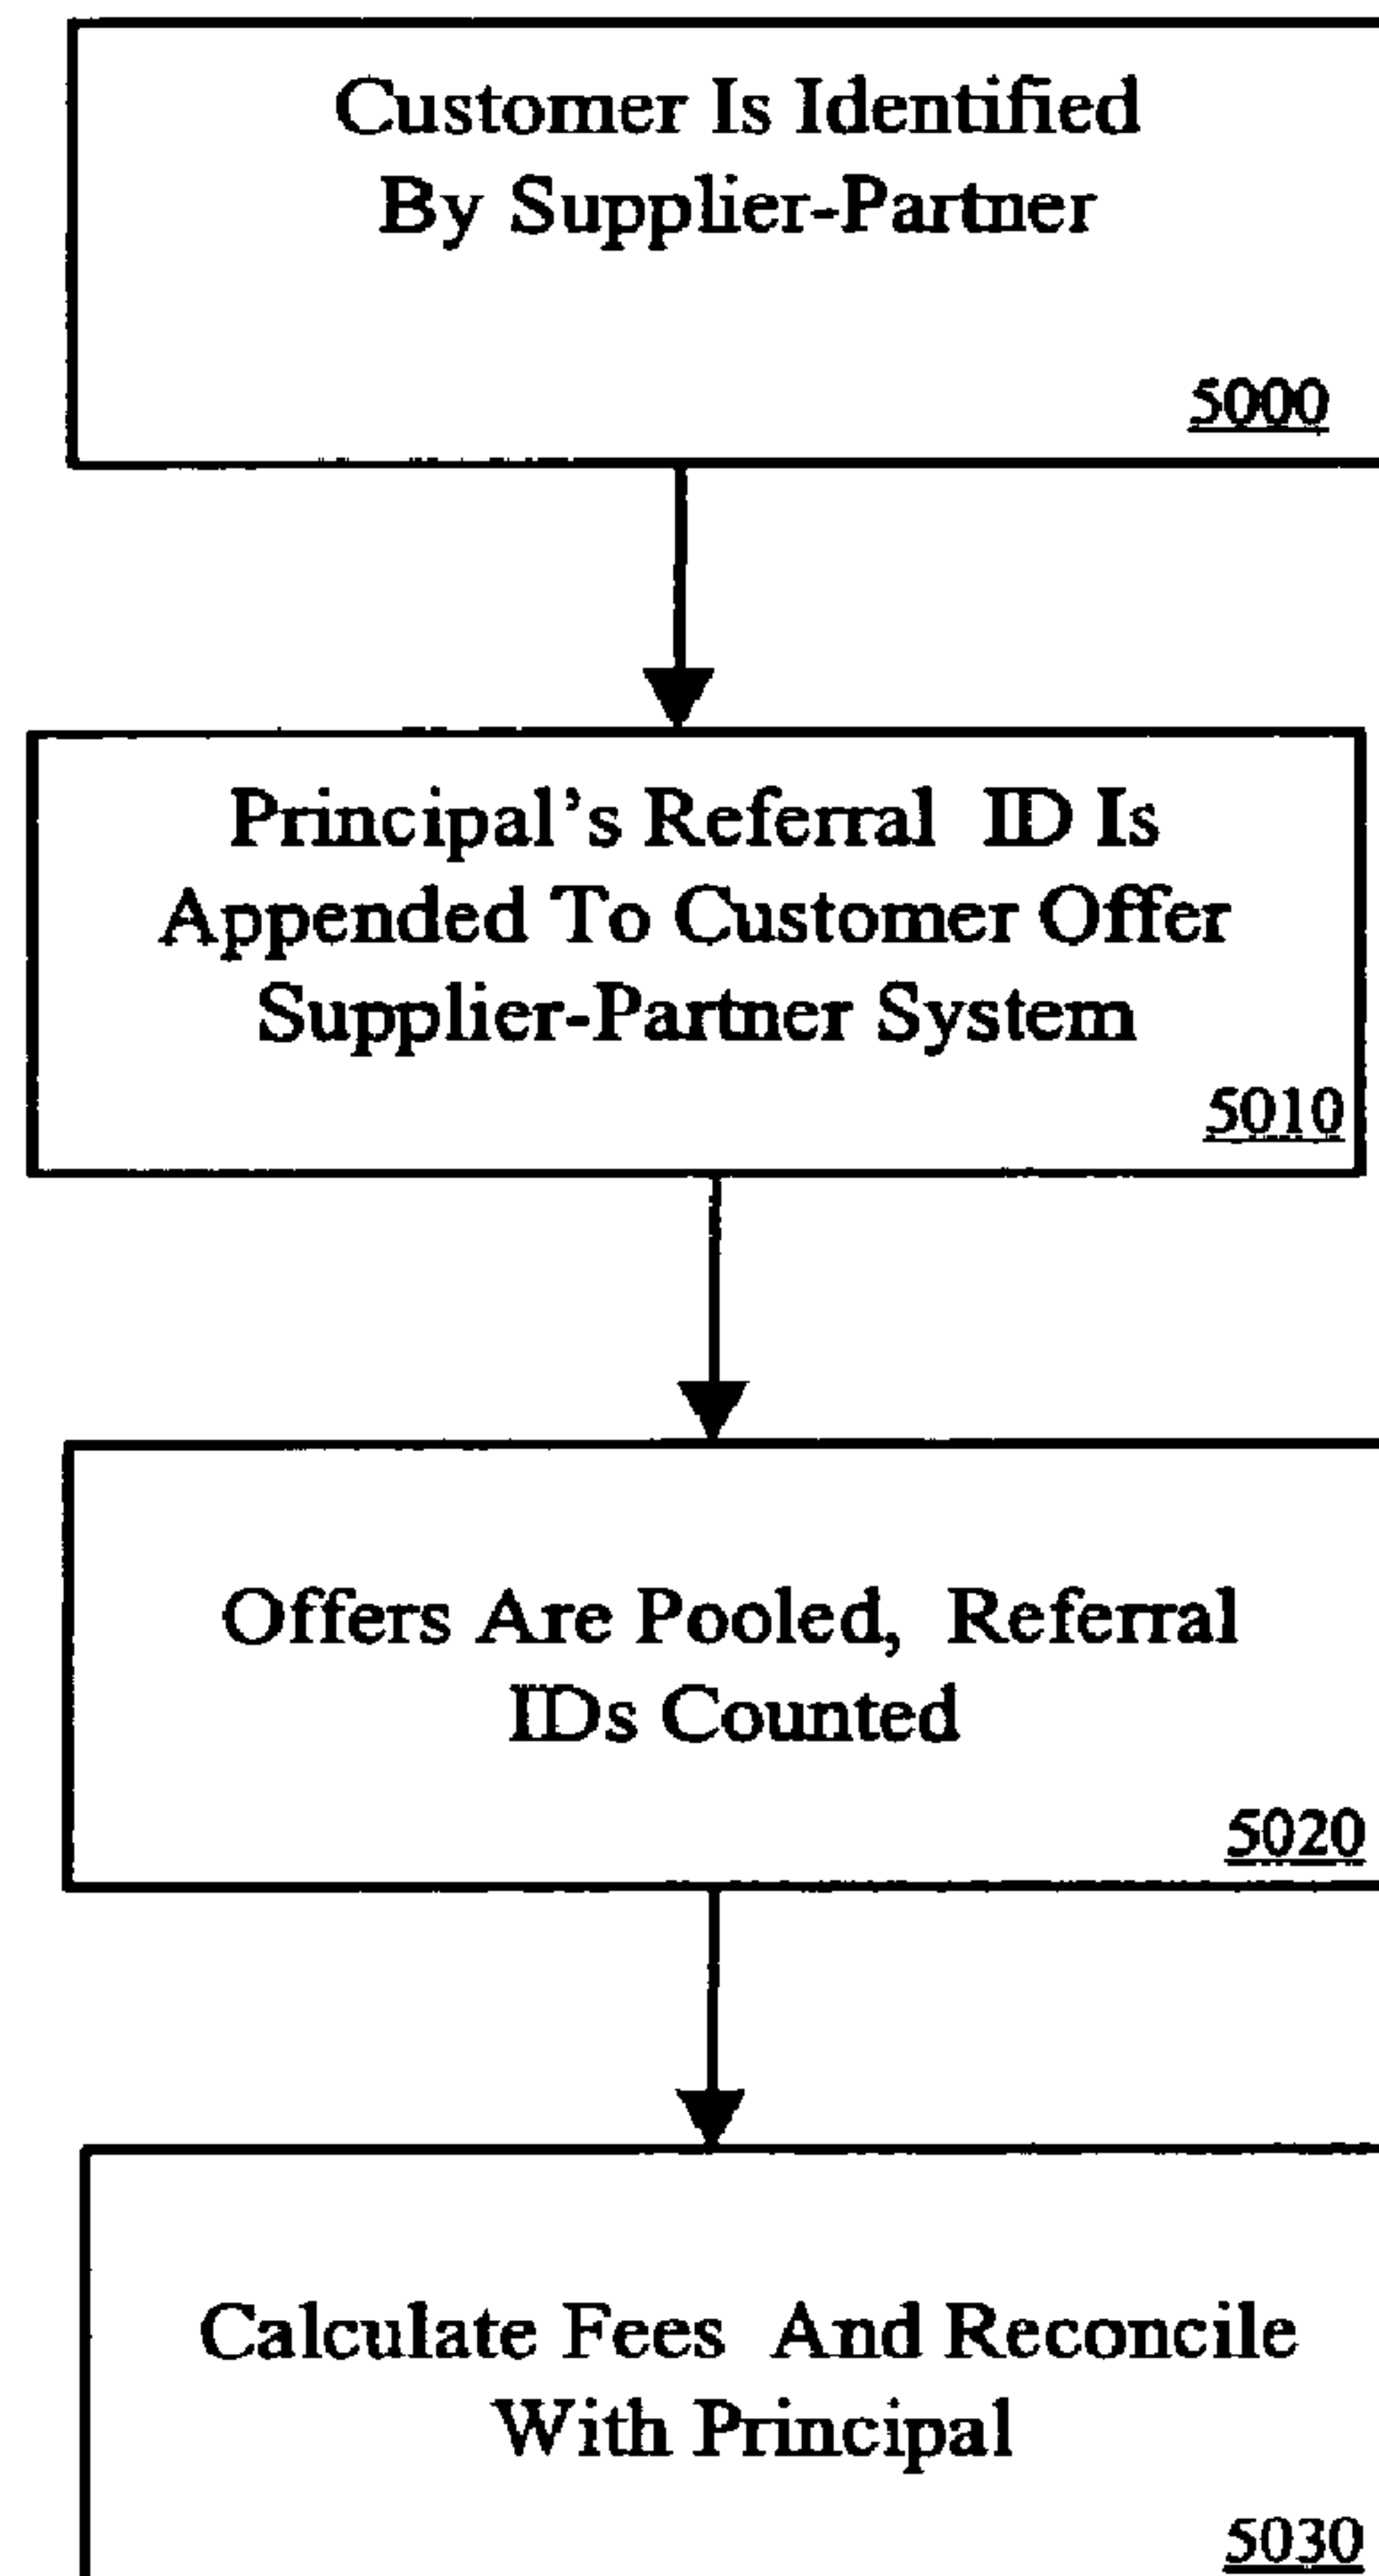 Customer Is Identified
By Supplier-Partner
5000
Principal's Referral ID Is
Appended To Customer Offer
Supplier-Partner System
5010
Offers Are Pooled, Referral
IDs Counted
5020
Calculate Fees And Reconcile
With Principal
5030